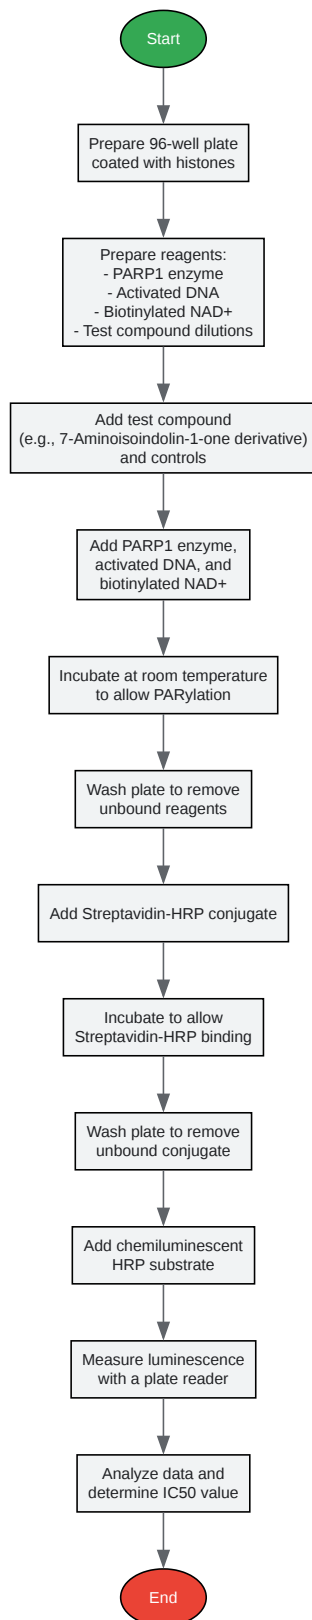 Start
Prepare 96-well plate
coated with histones
Prepare reagents:
- PARP1 enzyme
- Activated DNA
- Biotinylated NAD+
- Test compound dilutions
Add test compound
(e.g., 7-Aminoisoindolin-1-one derivative)
and controls
Add PARP1 enzyme,
activated DNA, and
biotinylated NAD+
Incubate at room temperature
to allow PARylation
Wash plate to remove
unbound reagents
Add Streptavidin-HRP conjugate
Incubate to allow
Streptavidin-HRP binding
Wash plate to remove
unbound conjugate
Add chemiluminescent
HRP substrate
Measure luminescence
with a plate reader
Analyze data and
determine IC50 value
End